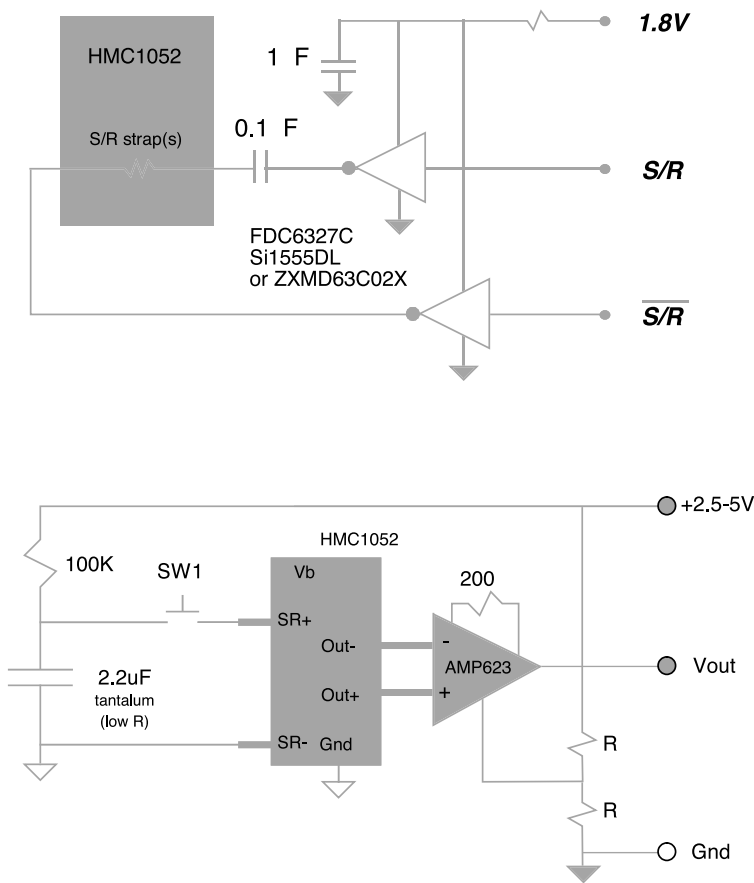 1.8V
HMC1052
1 F
S/R strap(s)
0.1 F
S/R
FDC6327C
Si1555DL
or ZXMD63C02X
S/R
+2.5-5V
HMC1052
100K
SW1
Vb
200
SR+
Out-
-
AMP623
Vout
2.2uF
tantalum
(low R)
Out+
+
SR-
Gnd
R
R
Gnd